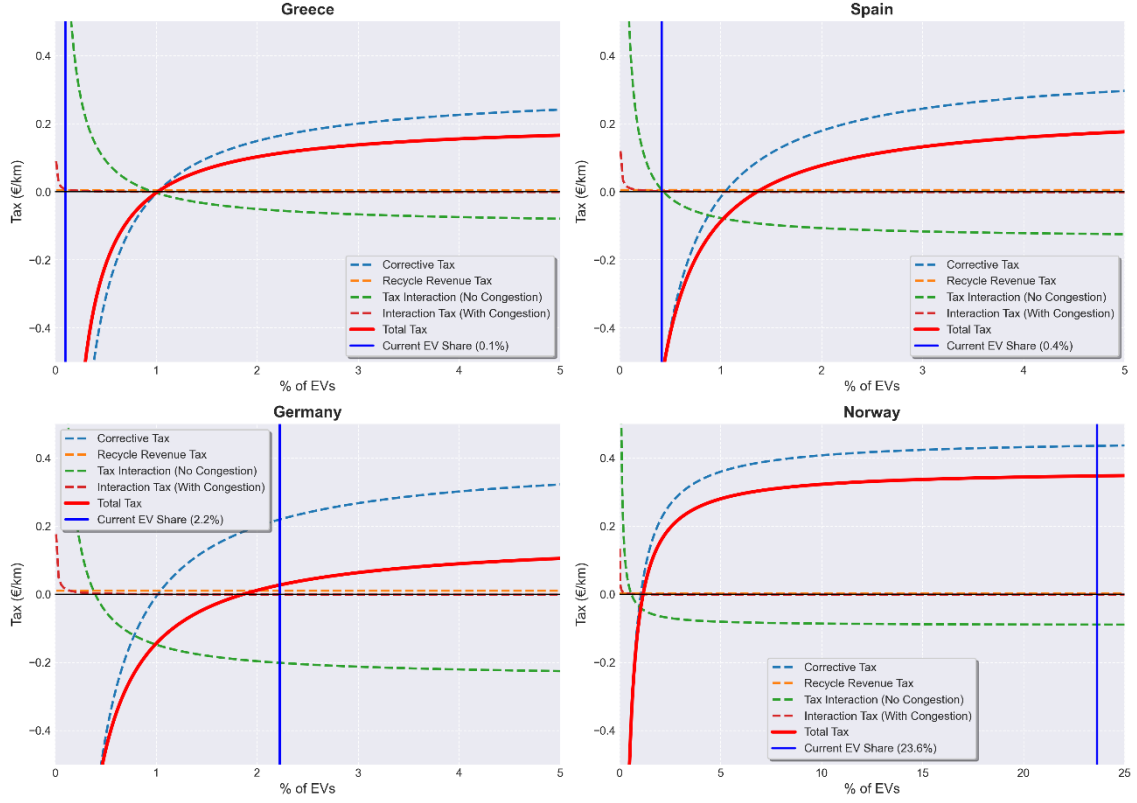 Greece
Tax (€/km)
0.4
0.2
0.0
−0.2
−0.4
Corrective Tax
Recycle Revenue Tax
Tax Interaction (No Congestion)
Interaction Tax (With Congestion)
Total Tax
Current EV Share (0.1%)
0 1 2 3 4 5
% of EVs
Spain
Tax (€/km)
0.4
0.2
0.0
−0.2
−0.4
Corrective Tax
Recycle Revenue Tax
Tax Interaction (No Congestion)
Interaction Tax (With Congestion)
Total Tax
Current EV Share (0.4%)
0 1 2 3 4 5
% of EVs
Germany
Tax (€/km)
0.4
0.2
0.0
−0.2
−0.4
Corrective Tax
Recycle Revenue Tax
Tax Interaction (No Congestion)
Interaction Tax (With Congestion)
Total Tax
Current EV Share (2.2%)
0 1 2 3 4 5
% of EVs
Norway
Tax (€/km)
0.4
0.2
0.0
−0.2
−0.4
Corrective Tax
Recycle Revenue Tax
Tax Interaction (No Congestion)
Interaction Tax (With Congestion)
Total Tax
Current EV Share (23.6%)
0 5 10 15 20 25
% of EVs